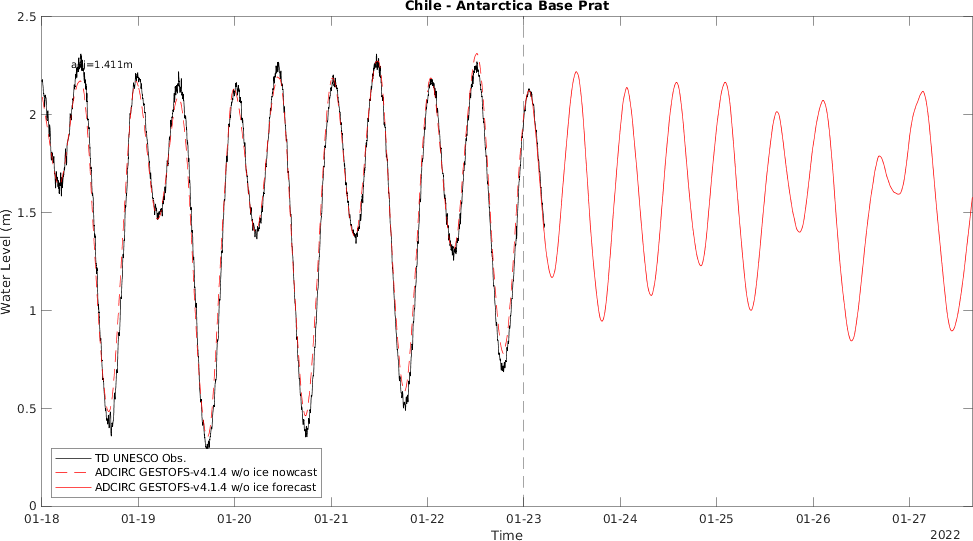 Chile - Antarctica Base Prat
2.5
2
1.5
1
0.5
0
Water Level (m)
adj=1.411m
TD UNESCO Obs.
ADCIRC GESTOFS-v4.1.4 w/o ice nowcast
ADCIRC GESTOFS-v4.1.4 w/o ice forecast
01-18 01-19 01-20 01-21 01-22 01-23 01-24 01-25 01-26 01-27
Time
2022